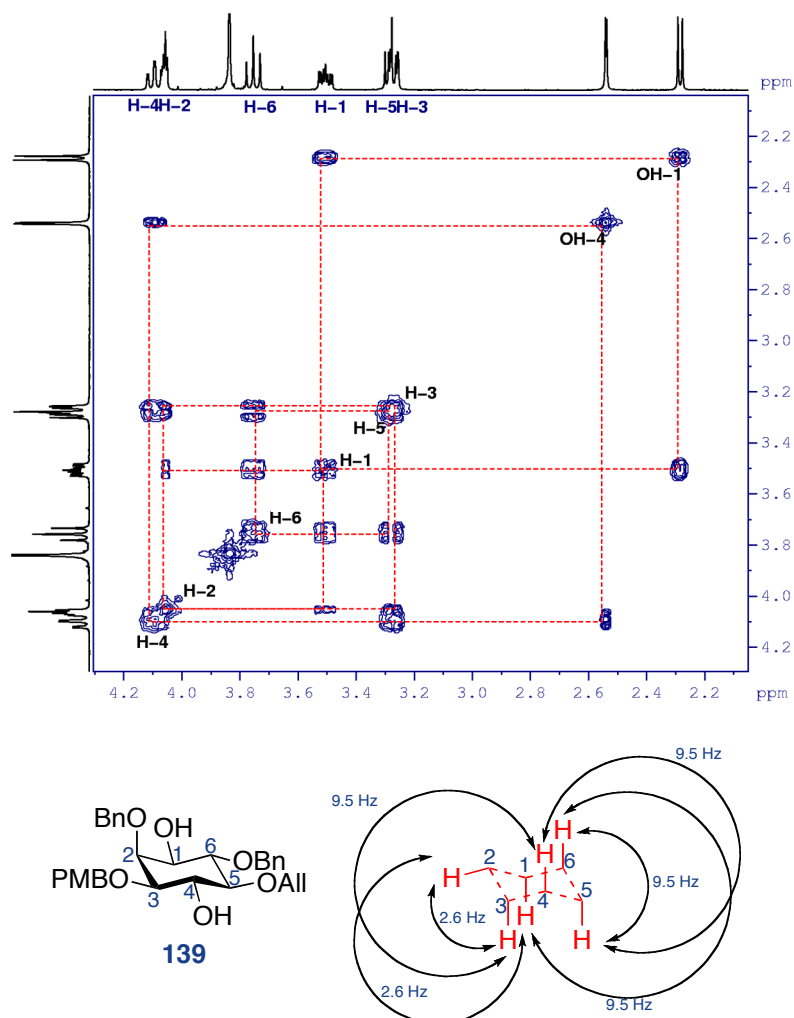 ppm
H-4H-2 H-6 H-1 H-5H-3
2.2
OH-1
2.4
OH-4
2.6
2.8
3.0
H-3
3.2
H-5
3.4
H-1
3.6
H-6
3.8
H-2
4.0
H-4
4.2
4.2 4.0 3.8 3.6 3.4 3.2 3.0 2.8 2.6 2.4 2.2 ppm
9.5 Hz
9.5 Hz
BnO
OH
H
H
6
2 1
OBn
2 1 6
PMBO
5
OAll
H
9.5 Hz
4
3
3 4 5
2.6 Hz
H
OH
H H
139
2.6 Hz
9.5 Hz